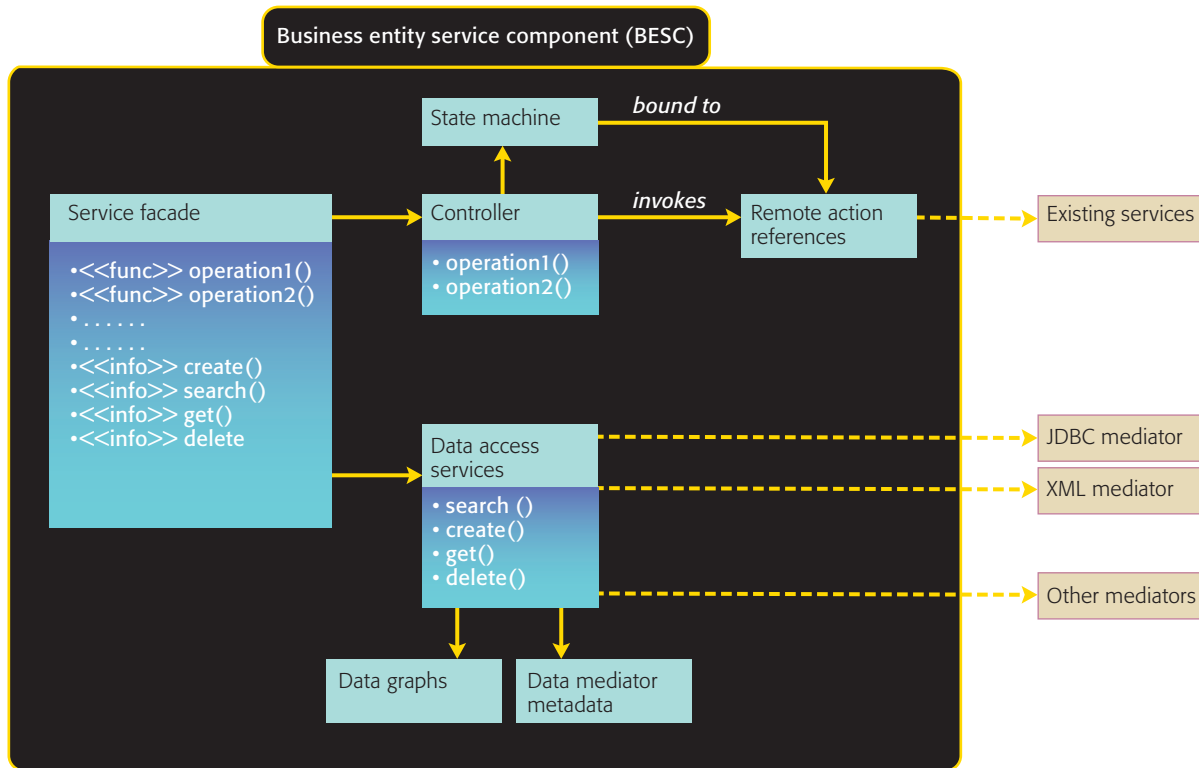 Business entity service component (BESC)
State machine
bound to
Service facade
•<<func>> operation1()
•<<func>> operation2()
• . . . . . .
• . . . . . .
•<<info>> create()
•<<info>> search()
•<<info>> get()
•<<info>> delete
Controller
• operation1()
• operation2()
invokes
Remote action
references
Existing services
Data access
services
• search ()
• create()
• get()
• delete()
JDBC mediator
XML mediator
Other mediators
Data graphs
Data mediator
metadata